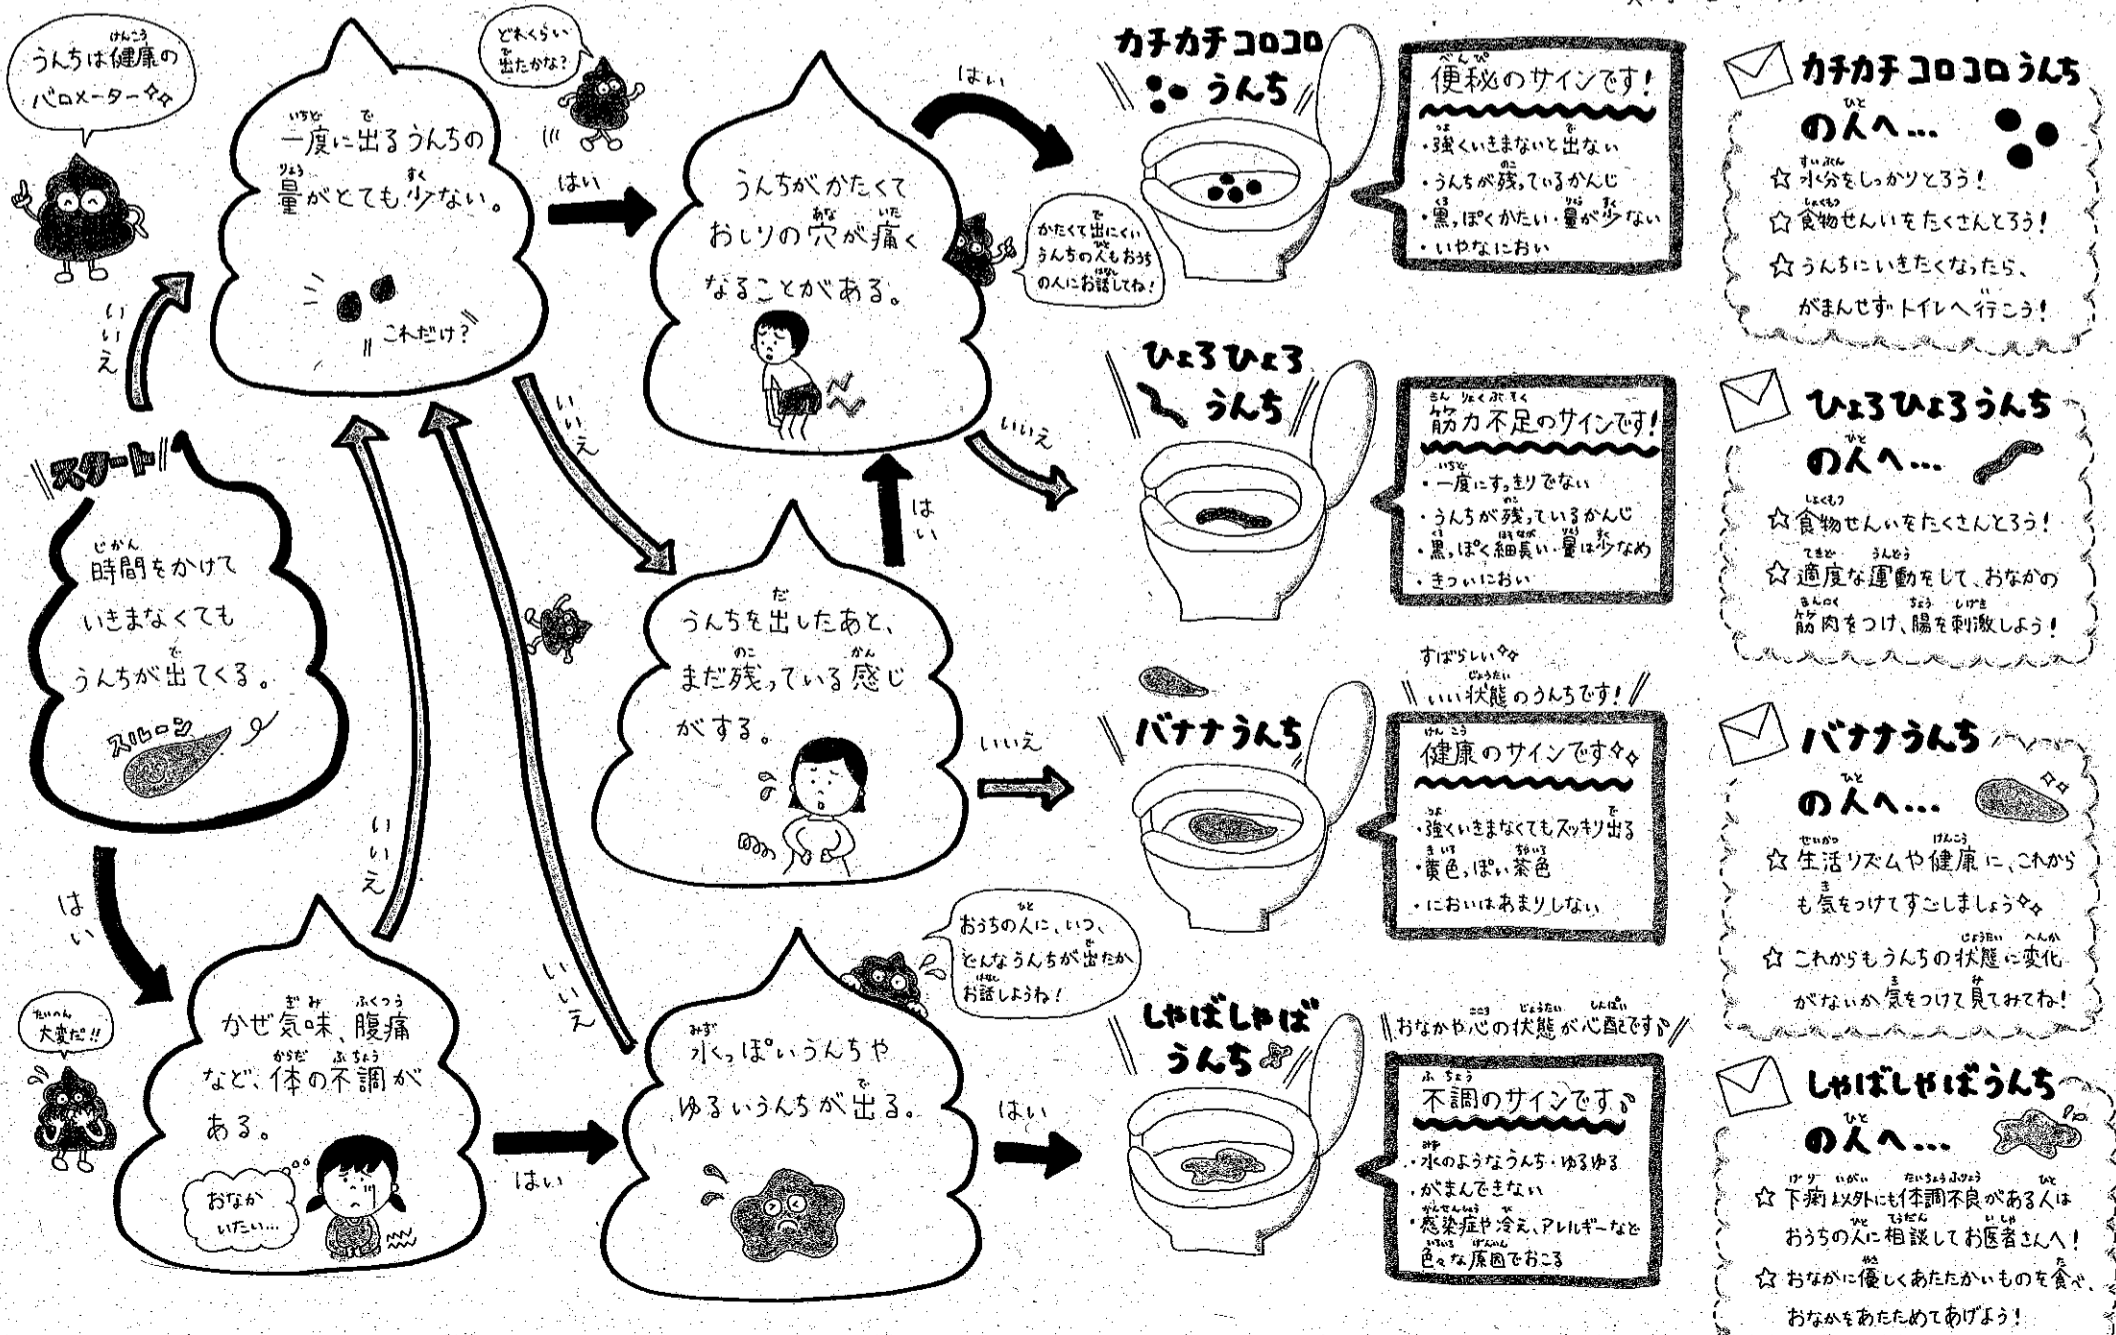 うんちは健康の
バロメーター
スタート
時間をかけて
いきまなくても
うんちが出てくる。
スルーン
いいえ
はい
一度に出るうんちの
量がとても少ない。
これだけ?
どれくらい
出たかな?
はい
いいえ
かぜ気味、腹痛
など、体の不調が
ある。
おなか
いたい…
大変だ!!
いいえ
はい
うんちがかたくて
おしりの穴が痛く
なることがある。
かたくて出にくい
うんちの人もおうち
の人にお話してね!
はい
いいえ
うんちを出したあと、
まだ残っている感じ
がする。
はい
いいえ
水っぽいうんちや
ゆるいうんちが出る。
おうちの人に、いつ、
どんなうんちが出たか
お話しようね!
いいえ
はい
カチカチコロコロ
うんち
便秘のサインです!
・強くいきまないと出ない
・うんちが残っているかんじ
・黒っぽくかたい・量が少ない
・いやなにおい
ひょろひょろ
うんち
筋力不足のサインです!
・一度にすっきりでない
・うんちが残っているかんじ
・黒っぽく細長い・量は少なめ
・きついにおい
バナナうんち
すばらしい
いい状態のうんちです!
健康のサインです
・強くいきまなくてもスッキリ出る
・黄色っぽい茶色
・においはあまりしない
しゃばしゃば
うんち
おなかや心の状態が心配です
不調のサインです
・水のようなうんち・ゆるゆる
・がまんできない
・感染症や冷え、アレルギーなど
色々な原因でおこる
カチカチコロコロうんち
の人へ…
☆水分をしっかりとろう!
☆食物せんいをたくさんとろう!
☆うんちにいきたくなったら、
がまんせずトイレへ行こう!
ひょろひょろうんち
の人へ…
☆食物せんいをたくさんとろう!
☆適度な運動をして、おなかの
筋肉をつけ、腸を刺激しよう!
バナナうんち
の人へ…
☆生活リズムや健康に、これから
も気をつけてすごしましょう
☆これからもうんちの状態に変化
がないか気をつけて見てみてね!
しゃばしゃばうんち
の人へ…
☆下痢以外にも体調不良がある人は
おうちの人に相談してお医者さんへ!
☆おなかに優しくあたたかいものを食べ、
おなかをあたためてあげよう!